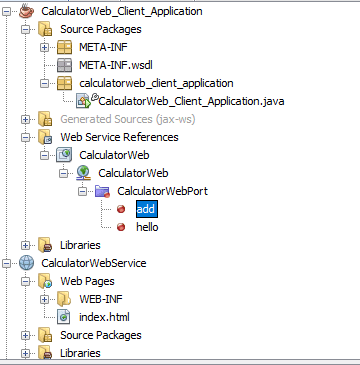 CalculatorWeb_Client_Application
Source Packages
META-INF
META-INF.wsdl
calculatorweb_client_application
CalculatorWeb_Client_Application.java
Generated Sources (jax-ws)
Web Service References
CalculatorWeb
CalculatorWeb
CalculatorWebPort
add
hello
Libraries
CalculatorWebService
Web Pages
WEB-INF
index.html
Source Packages
Libraries